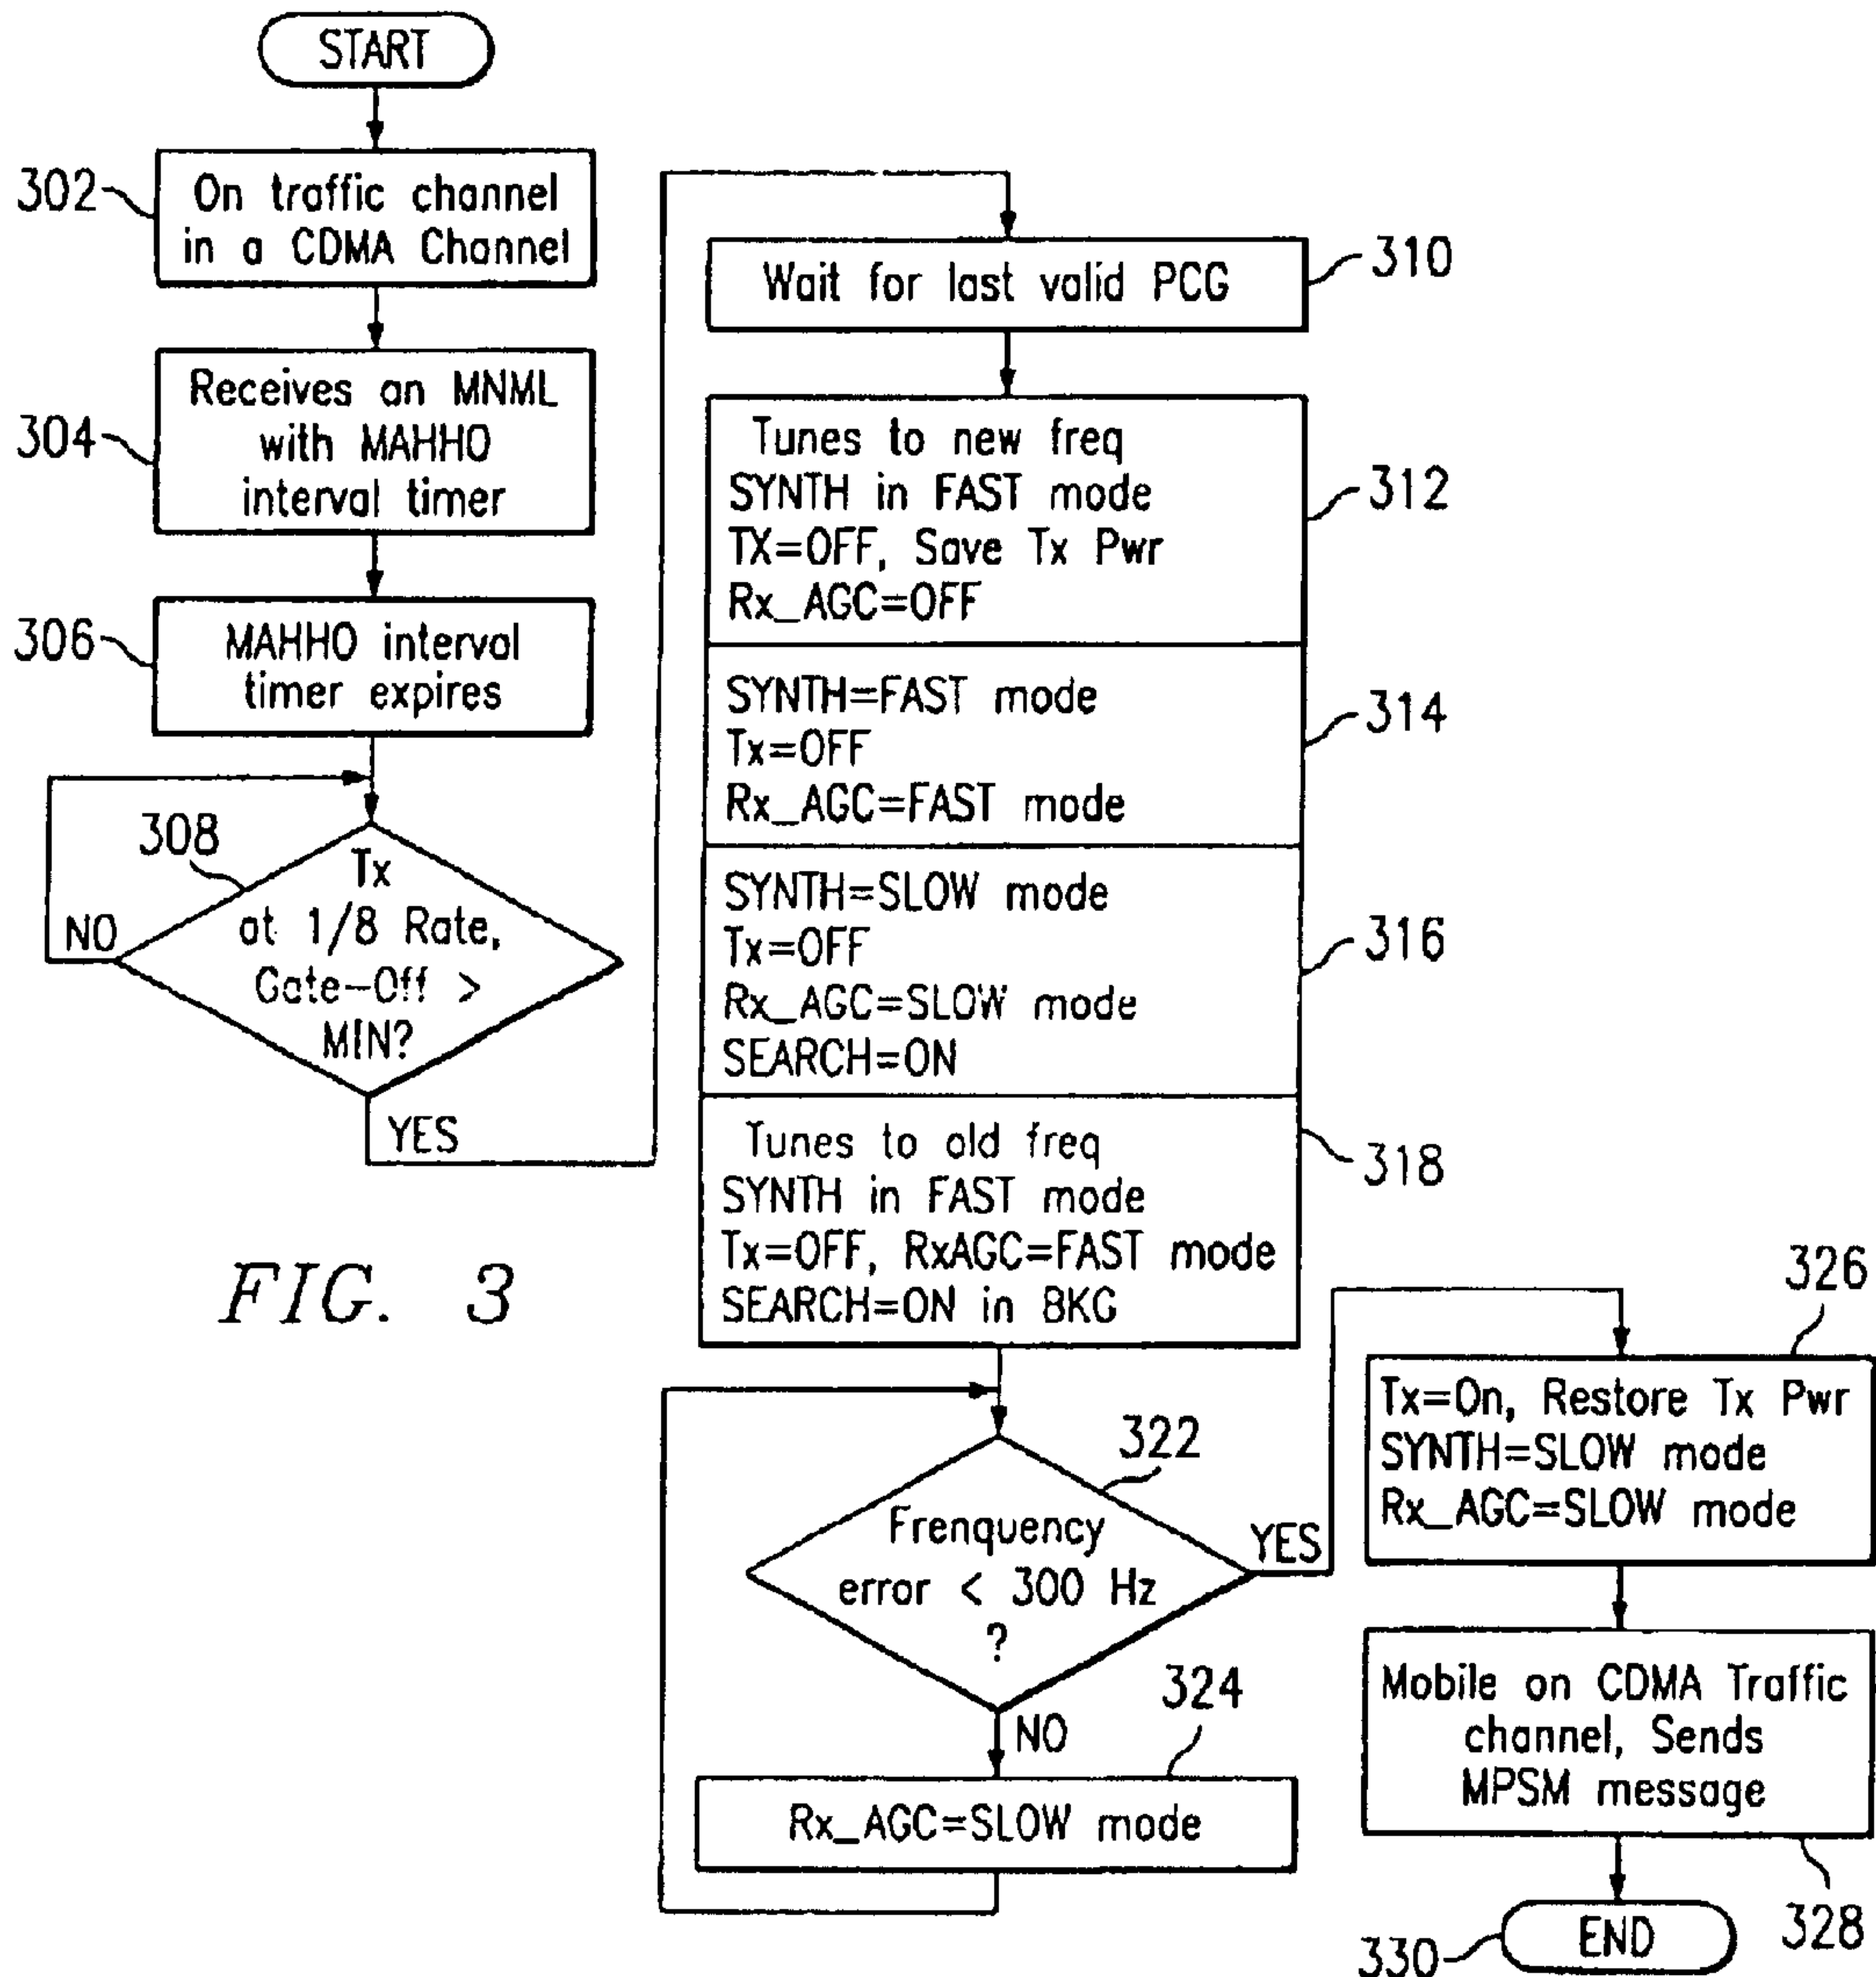 START
302
On traffic channel
in a CDMA Channel
304
Receives an MNML
with MAHHO
interval timer
306
MAHHO interval
timer expires
308
Tx
at 1/8 Rate,
Gate-Off >
MIN?
NO
YES
310
Wait for last valid PCG
312
Tunes to new freq
SYNTH in FAST mode
TX=OFF, Save Tx Pwr
Rx_AGC=OFF
314
SYNTH=FAST mode
Tx=OFF
Rx_AGC=FAST mode
316
SYNTH=SLOW mode
Tx=OFF
Rx_AGC=SLOW mode
SEARCH=ON
318
Tunes to old freq
SYNTH in FAST mode
Tx=OFF, RxAGC=FAST mode
SEARCH=ON in BKG
322
Frenquency
error < 300 Hz
?
YES
NO
324
Rx_AGC=SLOW mode
326
Tx=On, Restore Tx Pwr
SYNTH=SLOW mode
Rx_AGC=SLOW mode
Mobile on CDMA Traffic
channel, Sends
MPSM message
328
330
END
FIG. 3